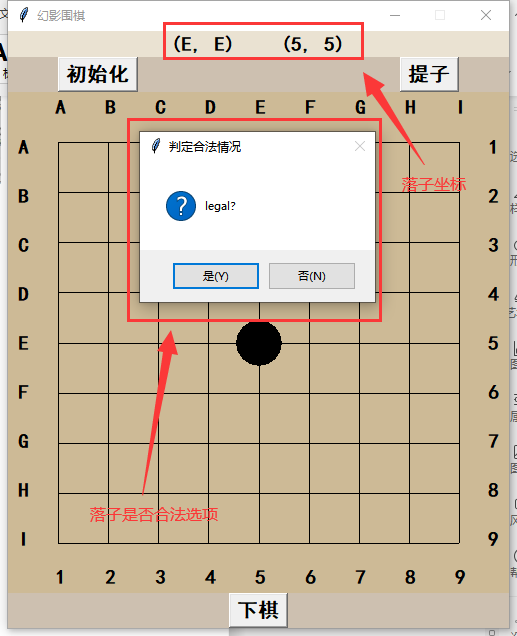 幻影围棋
(E, E) (5, 5)
初始化 提子
A B C D E F G H I
落子坐标
判定合法情况
legal?
是(Y) 否(N)
A 1
B 2
C 3
D 4
E 5
F 6
G 7
H 8
I 9
落子是否合法选项
1 2 3 4 5 6 7 8 9
下棋